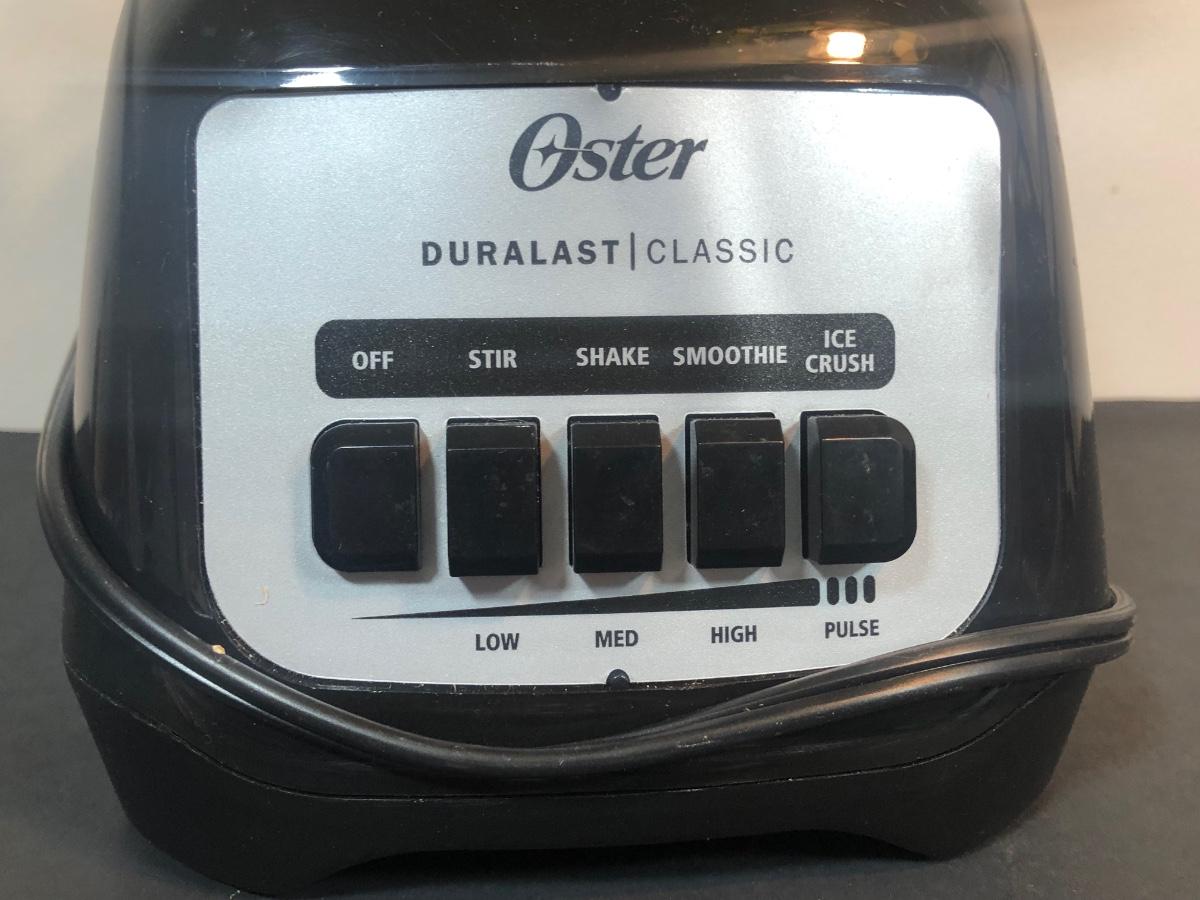 Oster
DURALAST|CLASSIC
OFF STIR SHAKE SMOOTHIE ICE CRUSH
LOW MED HIGH PULSE